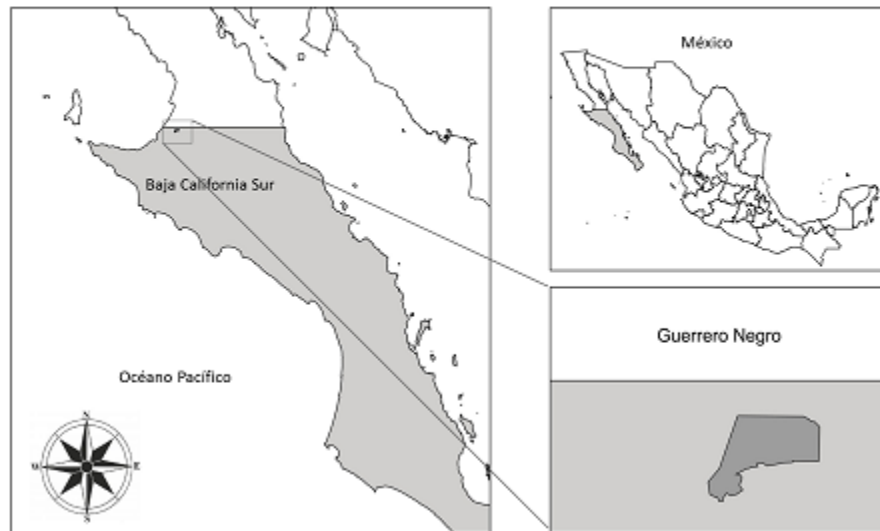 México
Baja California Sur
Guerrero Negro
Océano Pacífico
N
E
S